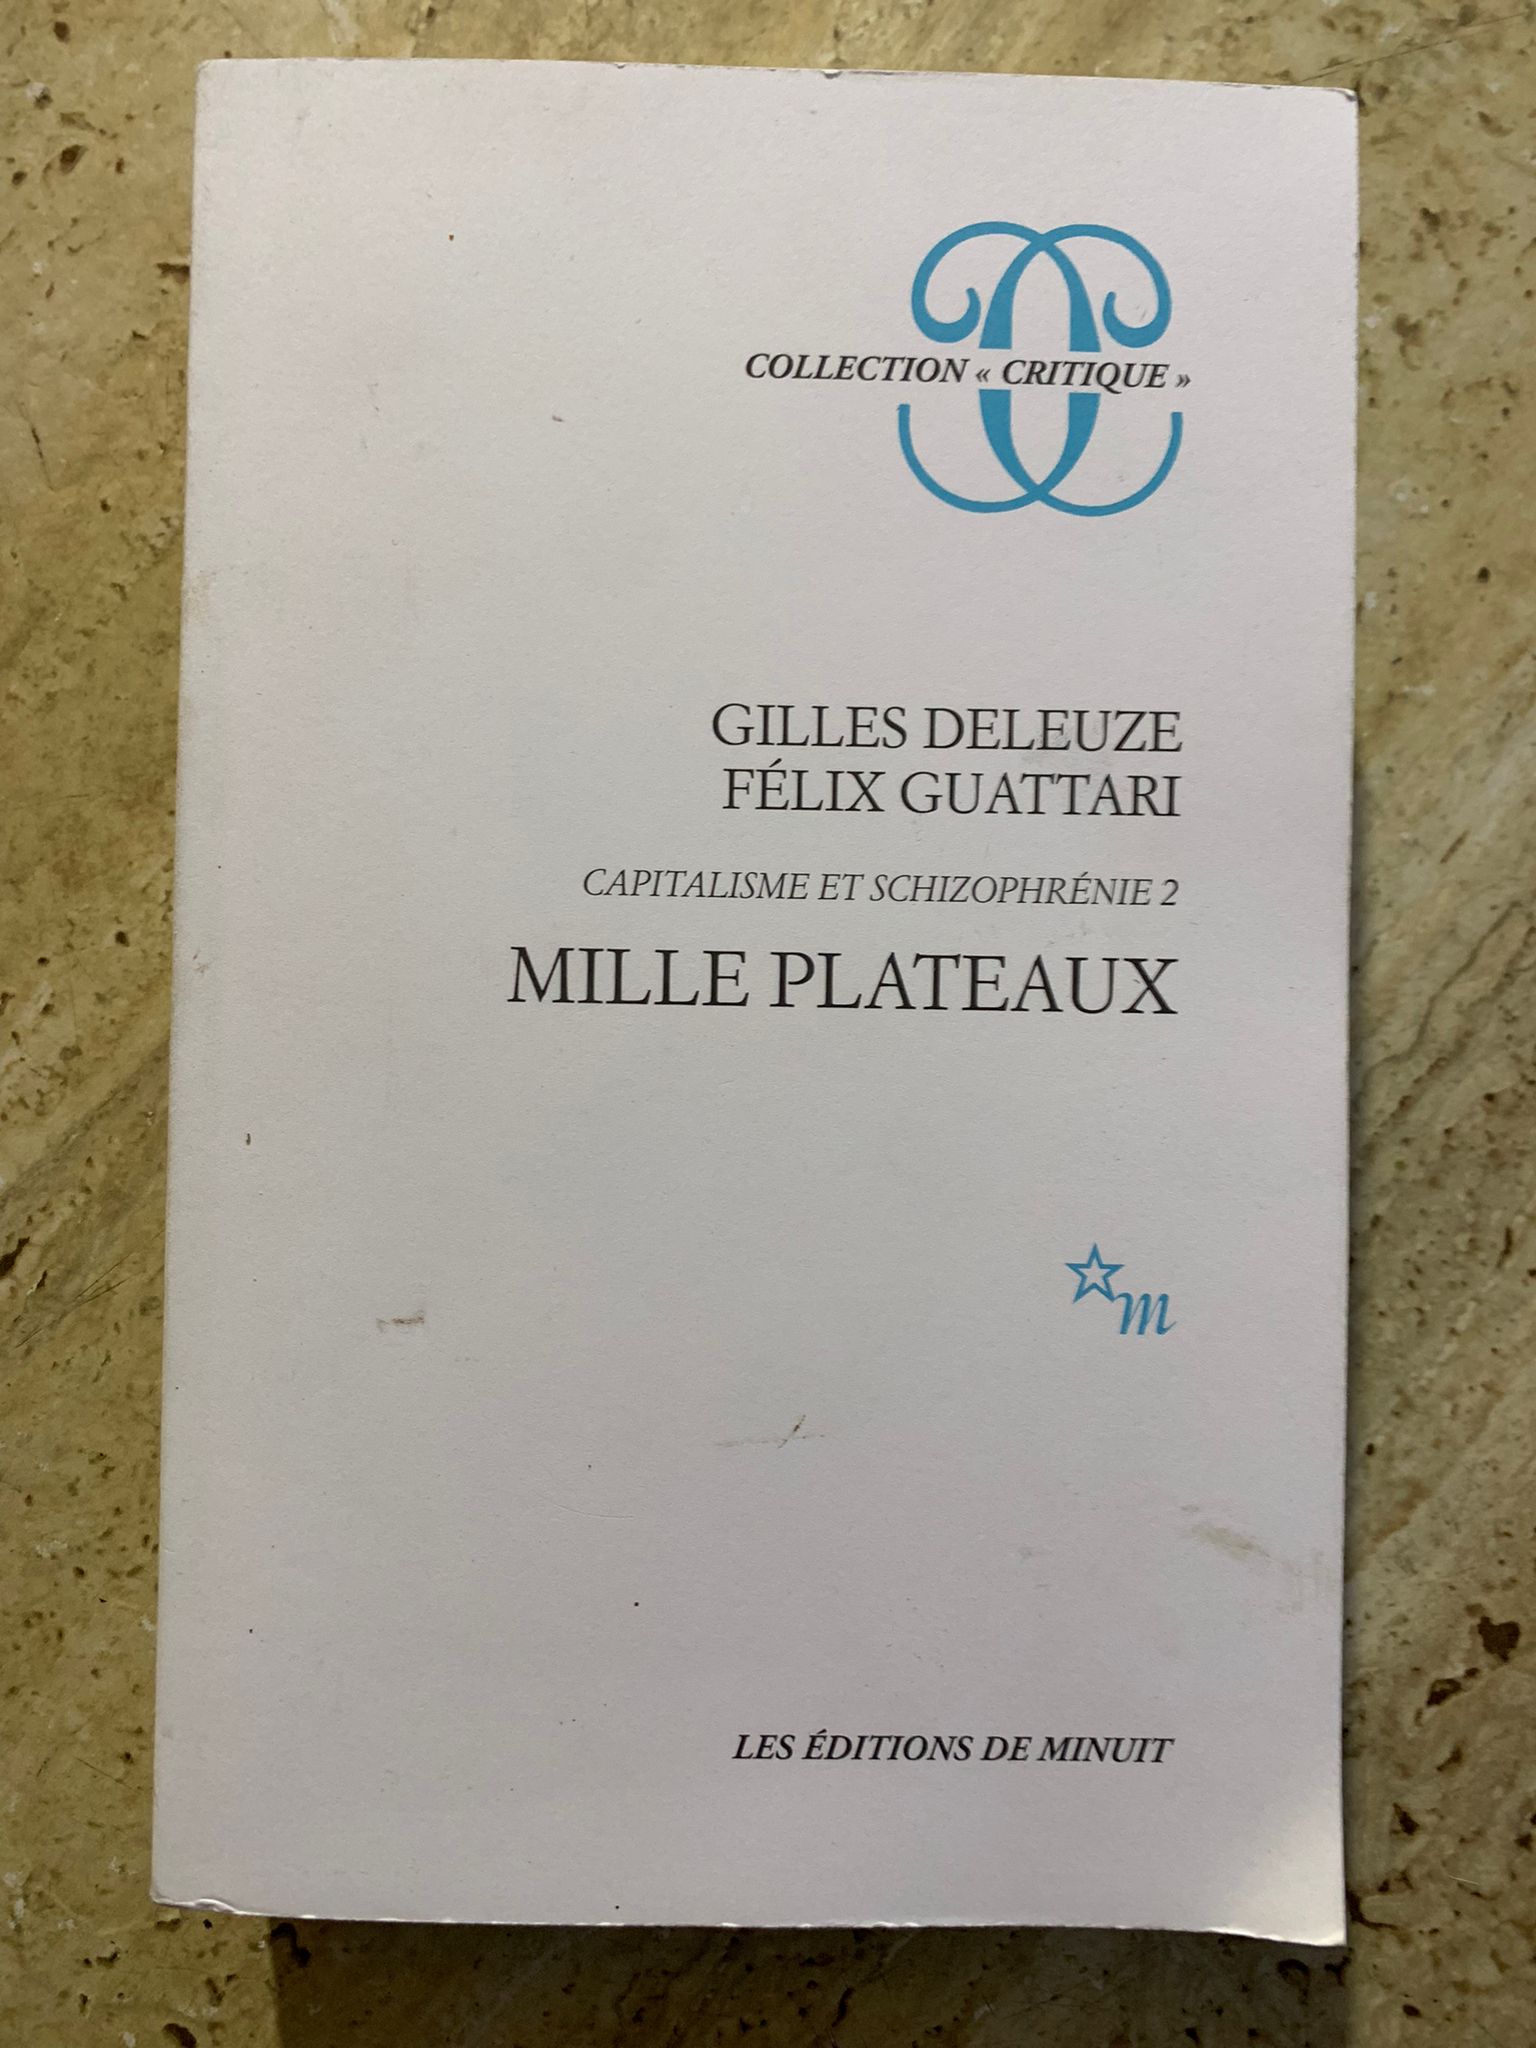 COLLECTION « CRITIQUE »
GILLES DELEUZE
FÉLIX GUATTARI
CAPITALISME ET SCHIZOPHRÉNIE 2
MILLE PLATEAUX
m
LES ÉDITIONS DE MINUIT